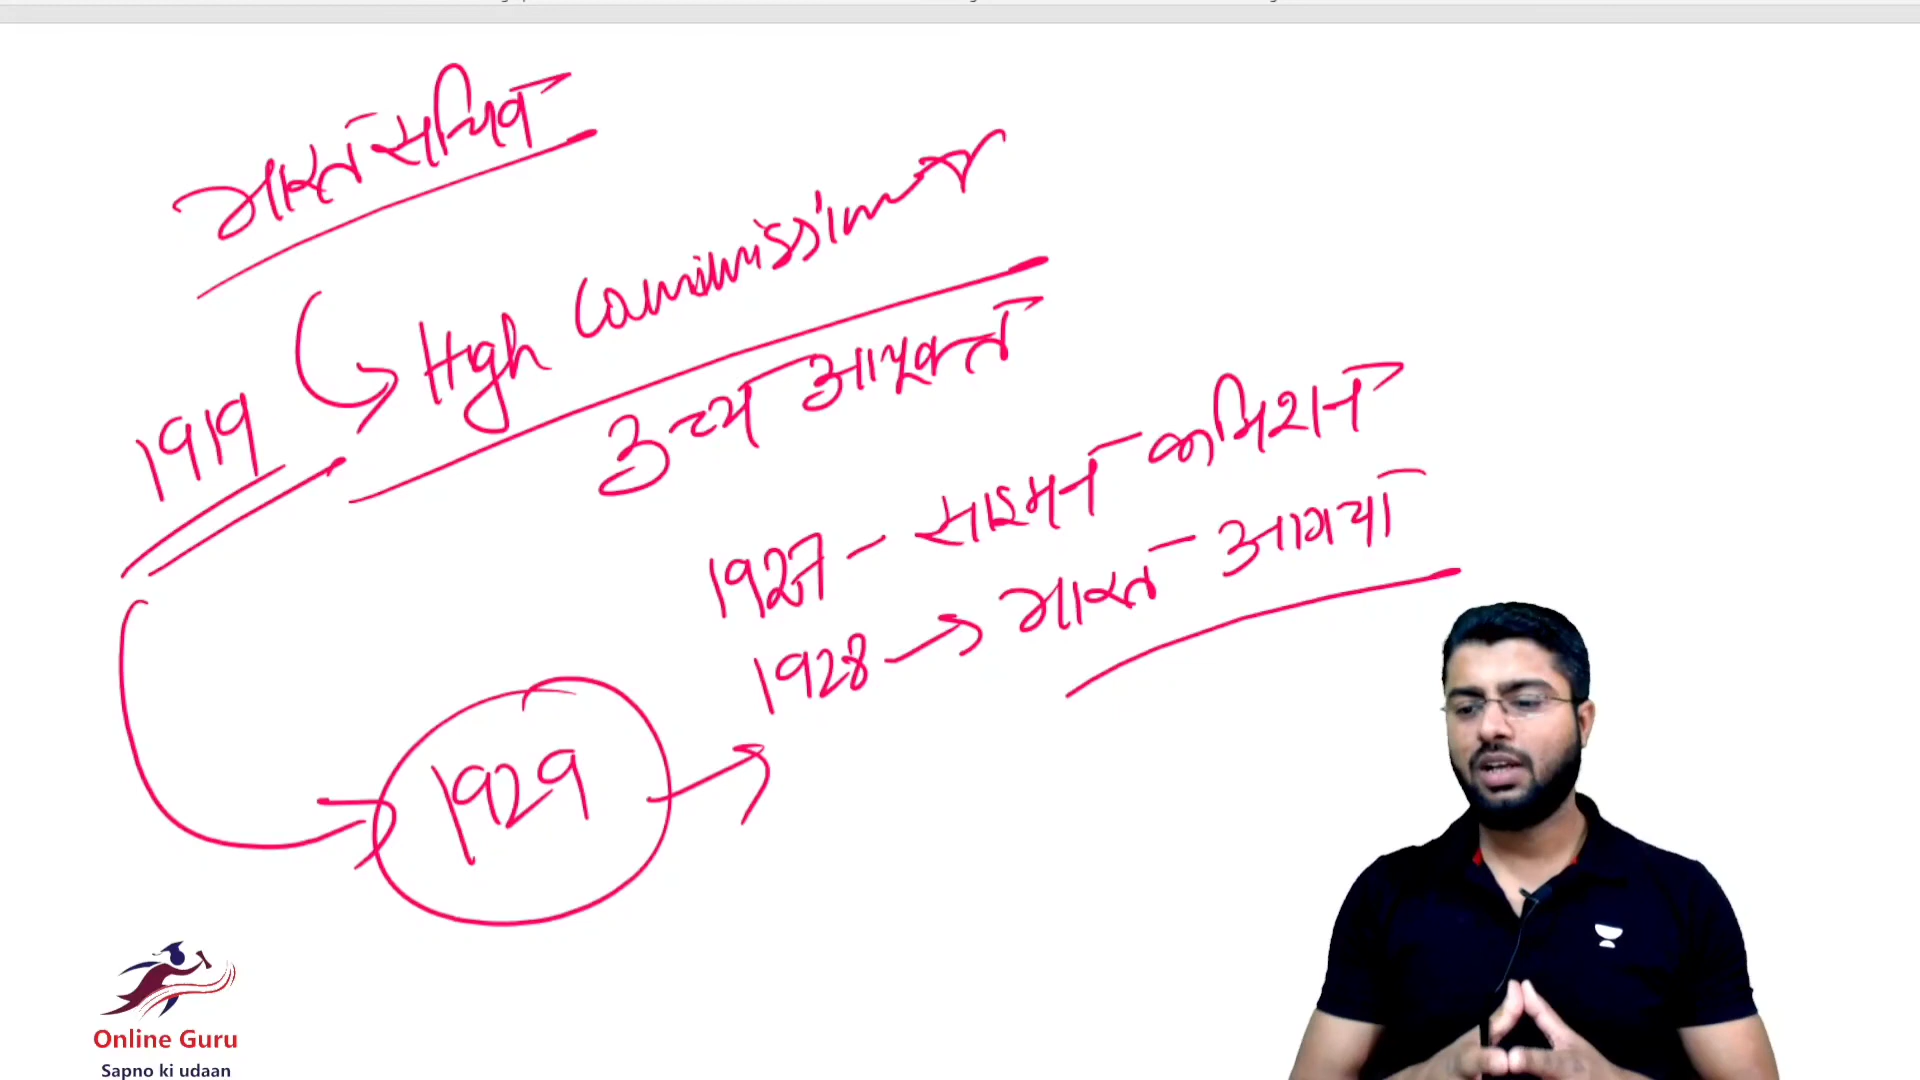 भारत सचिव
High Commissioner
उच्च आयुक्त
1919
1927 - साइमन कमिशन
1928 → भारत आगया
1929
Online Guru
Sapno ki udaan